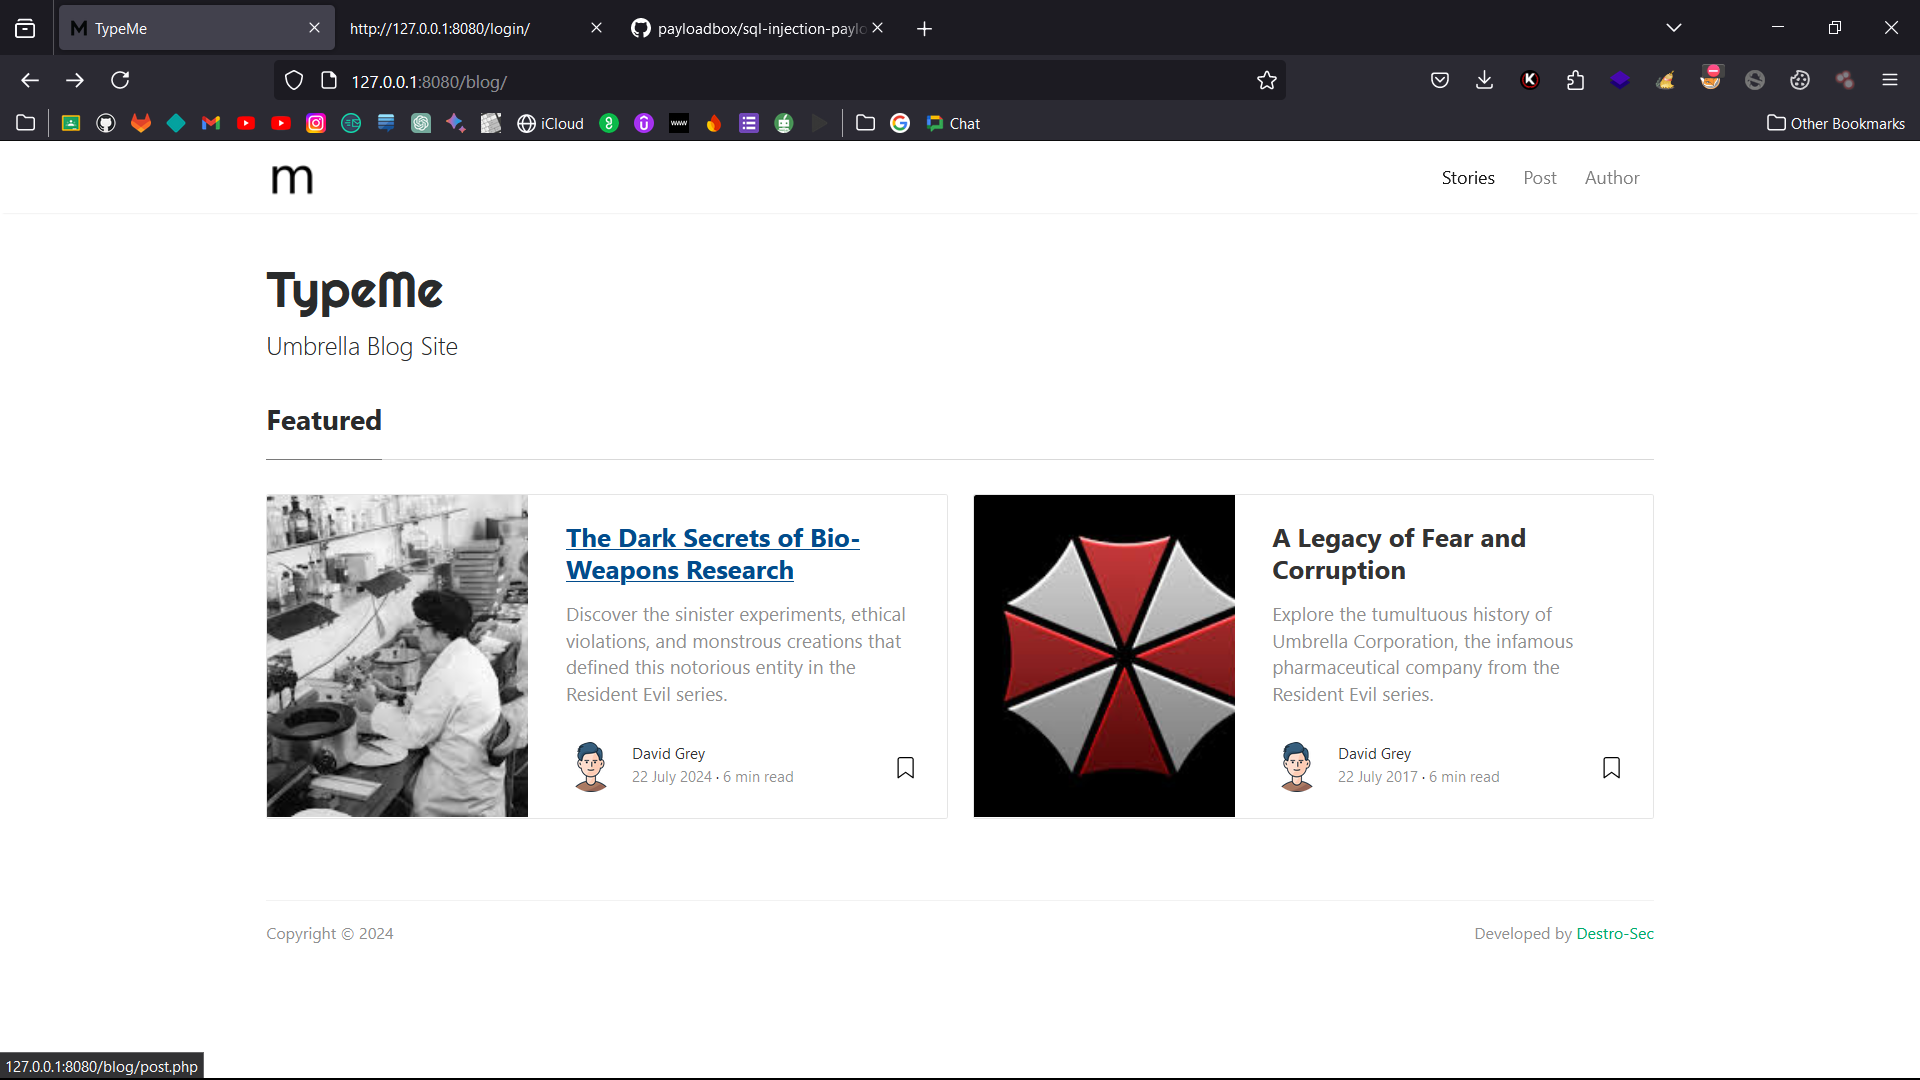 TypeMe
http://127.0.0.1:8080/login/
payloadbox/sql-injection-paylo
127.0.0.1:8080/blog/
iCloud
Chat
Other Bookmarks
m
Stories
Post
Author
TypeMe
Umbrella Blog Site
Featured
The Dark Secrets of Bio-
Weapons Research
Discover the sinister experiments, ethical
violations, and monstrous creations that
defined this notorious entity in the
Resident Evil series.
David Grey
22 July 2024 · 6 min read
A Legacy of Fear and
Corruption
Explore the tumultuous history of
Umbrella Corporation, the infamous
pharmaceutical company from the
Resident Evil series.
David Grey
22 July 2017 · 6 min read
Copyright © 2024
Developed by Destro-Sec
127.0.0.1:8080/blog/post.php